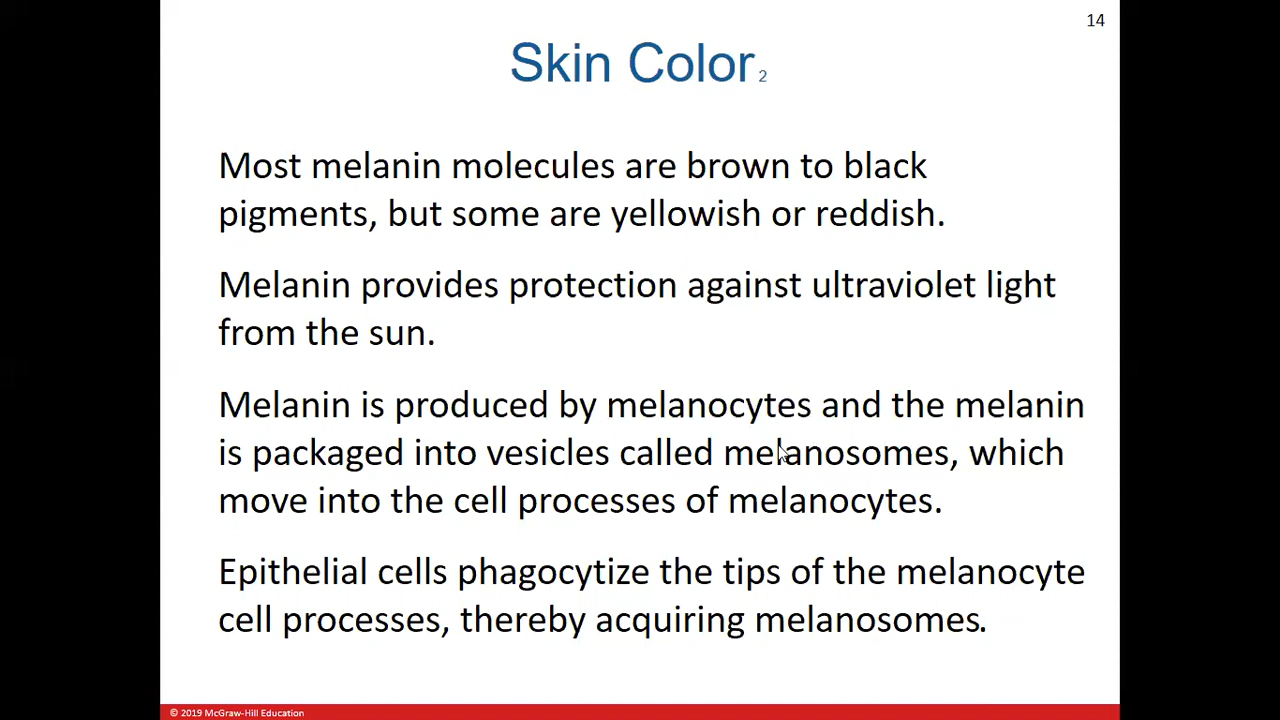 14
Skin Color 2
Most melanin molecules are brown to black
pigments, but some are yellowish or reddish.
Melanin provides protection against ultraviolet light
from the sun.
Melanin is produced by melanocytes and the melanin
is packaged into vesicles called melanosomes, which
move into the cell processes of melanocytes.
Epithelial cells phagocytize the tips of the melanocyte
cell processes, thereby acquiring melanosomes.
© 2019 McGraw-Hill Education